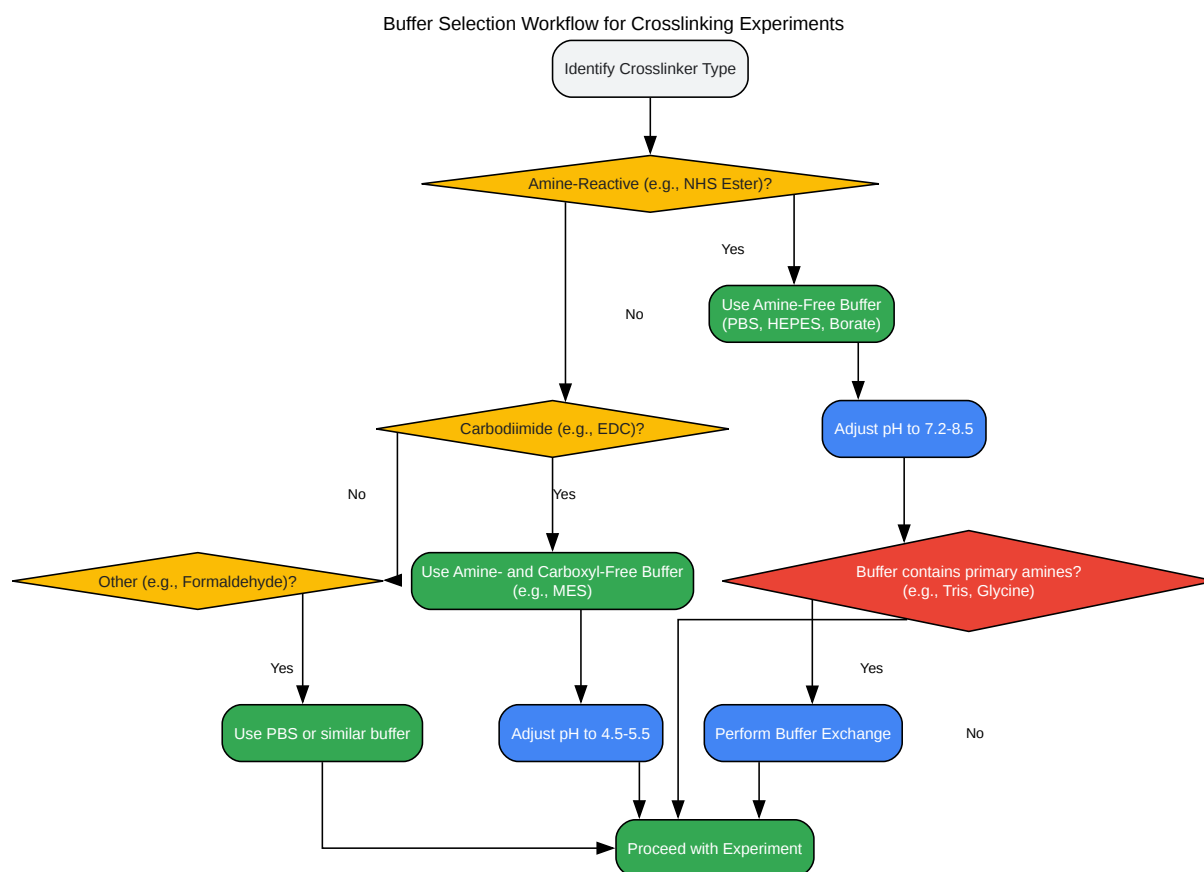 Buffer Selection Workflow for Crosslinking Experiments
Identify Crosslinker Type
Amine-Reactive (e.g., NHS Ester)?
Yes
No
Use Amine-Free Buffer
(PBS, HEPES, Borate)
Carbodiimide (e.g., EDC)?
Adjust pH to 7.2-8.5
No
Yes
Other (e.g., Formaldehyde)?
Use Amine- and Carboxyl-Free Buffer
(e.g., MES)
Buffer contains primary amines?
(e.g., Tris, Glycine)
Yes
Yes
No
Use PBS or similar buffer
Adjust pH to 4.5-5.5
Perform Buffer Exchange
Proceed with Experiment